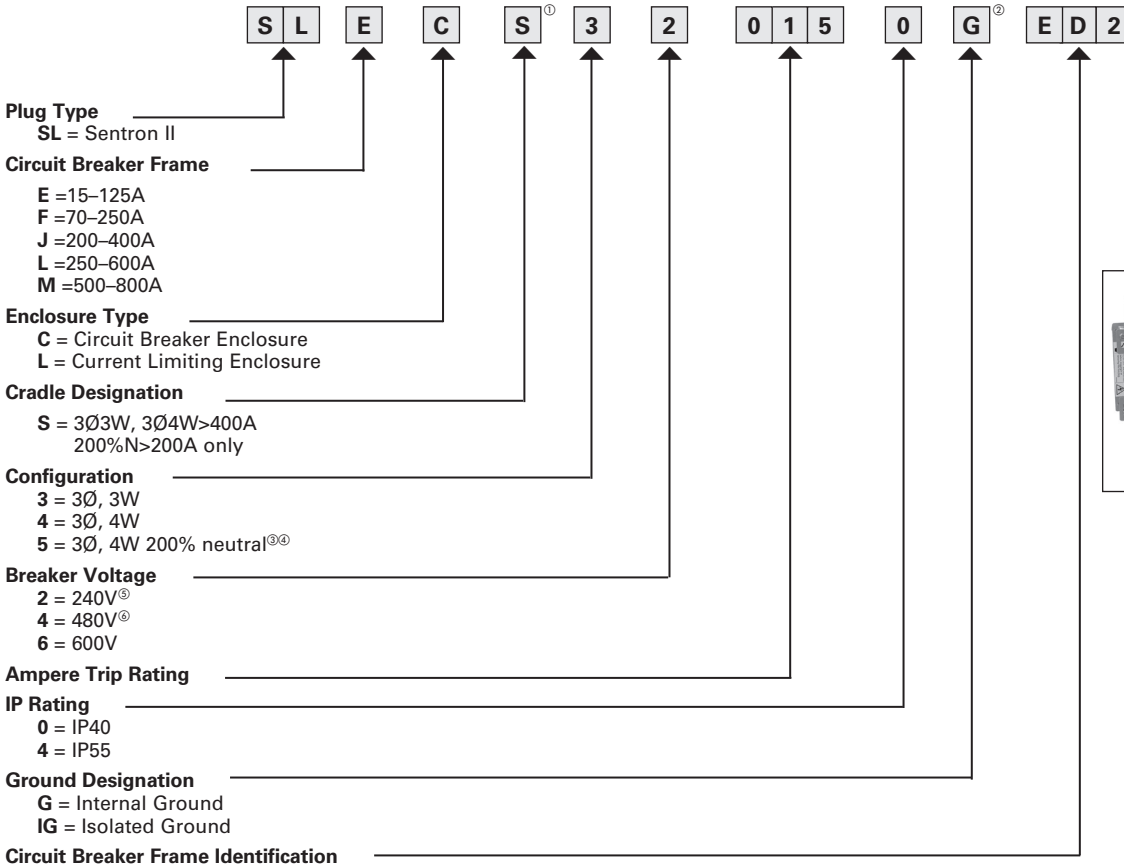 SL E C S① 3 2 015 0 G② ED2
Plug Type
SL = Sentron II
Circuit Breaker Frame
E =15–125A
F =70–250A
J =200–400A
L =250–600A
M =500–800A
Enclosure Type
C = Circuit Breaker Enclosure
L = Current Limiting Enclosure
Cradle Designation
S = 3Ø3W, 3Ø4W>400A
200%N>200A only
Configuration
3 = 3Ø, 3W
4 = 3Ø, 4W
5 = 3Ø, 4W 200% neutral③④
Breaker Voltage
2 = 240V⑤
4 = 480V⑥
6 = 600V
Ampere Trip Rating
IP Rating
0 = IP40
4 = IP55
Ground Designation
G = Internal Ground
IG = Isolated Ground
Circuit Breaker Frame Identification